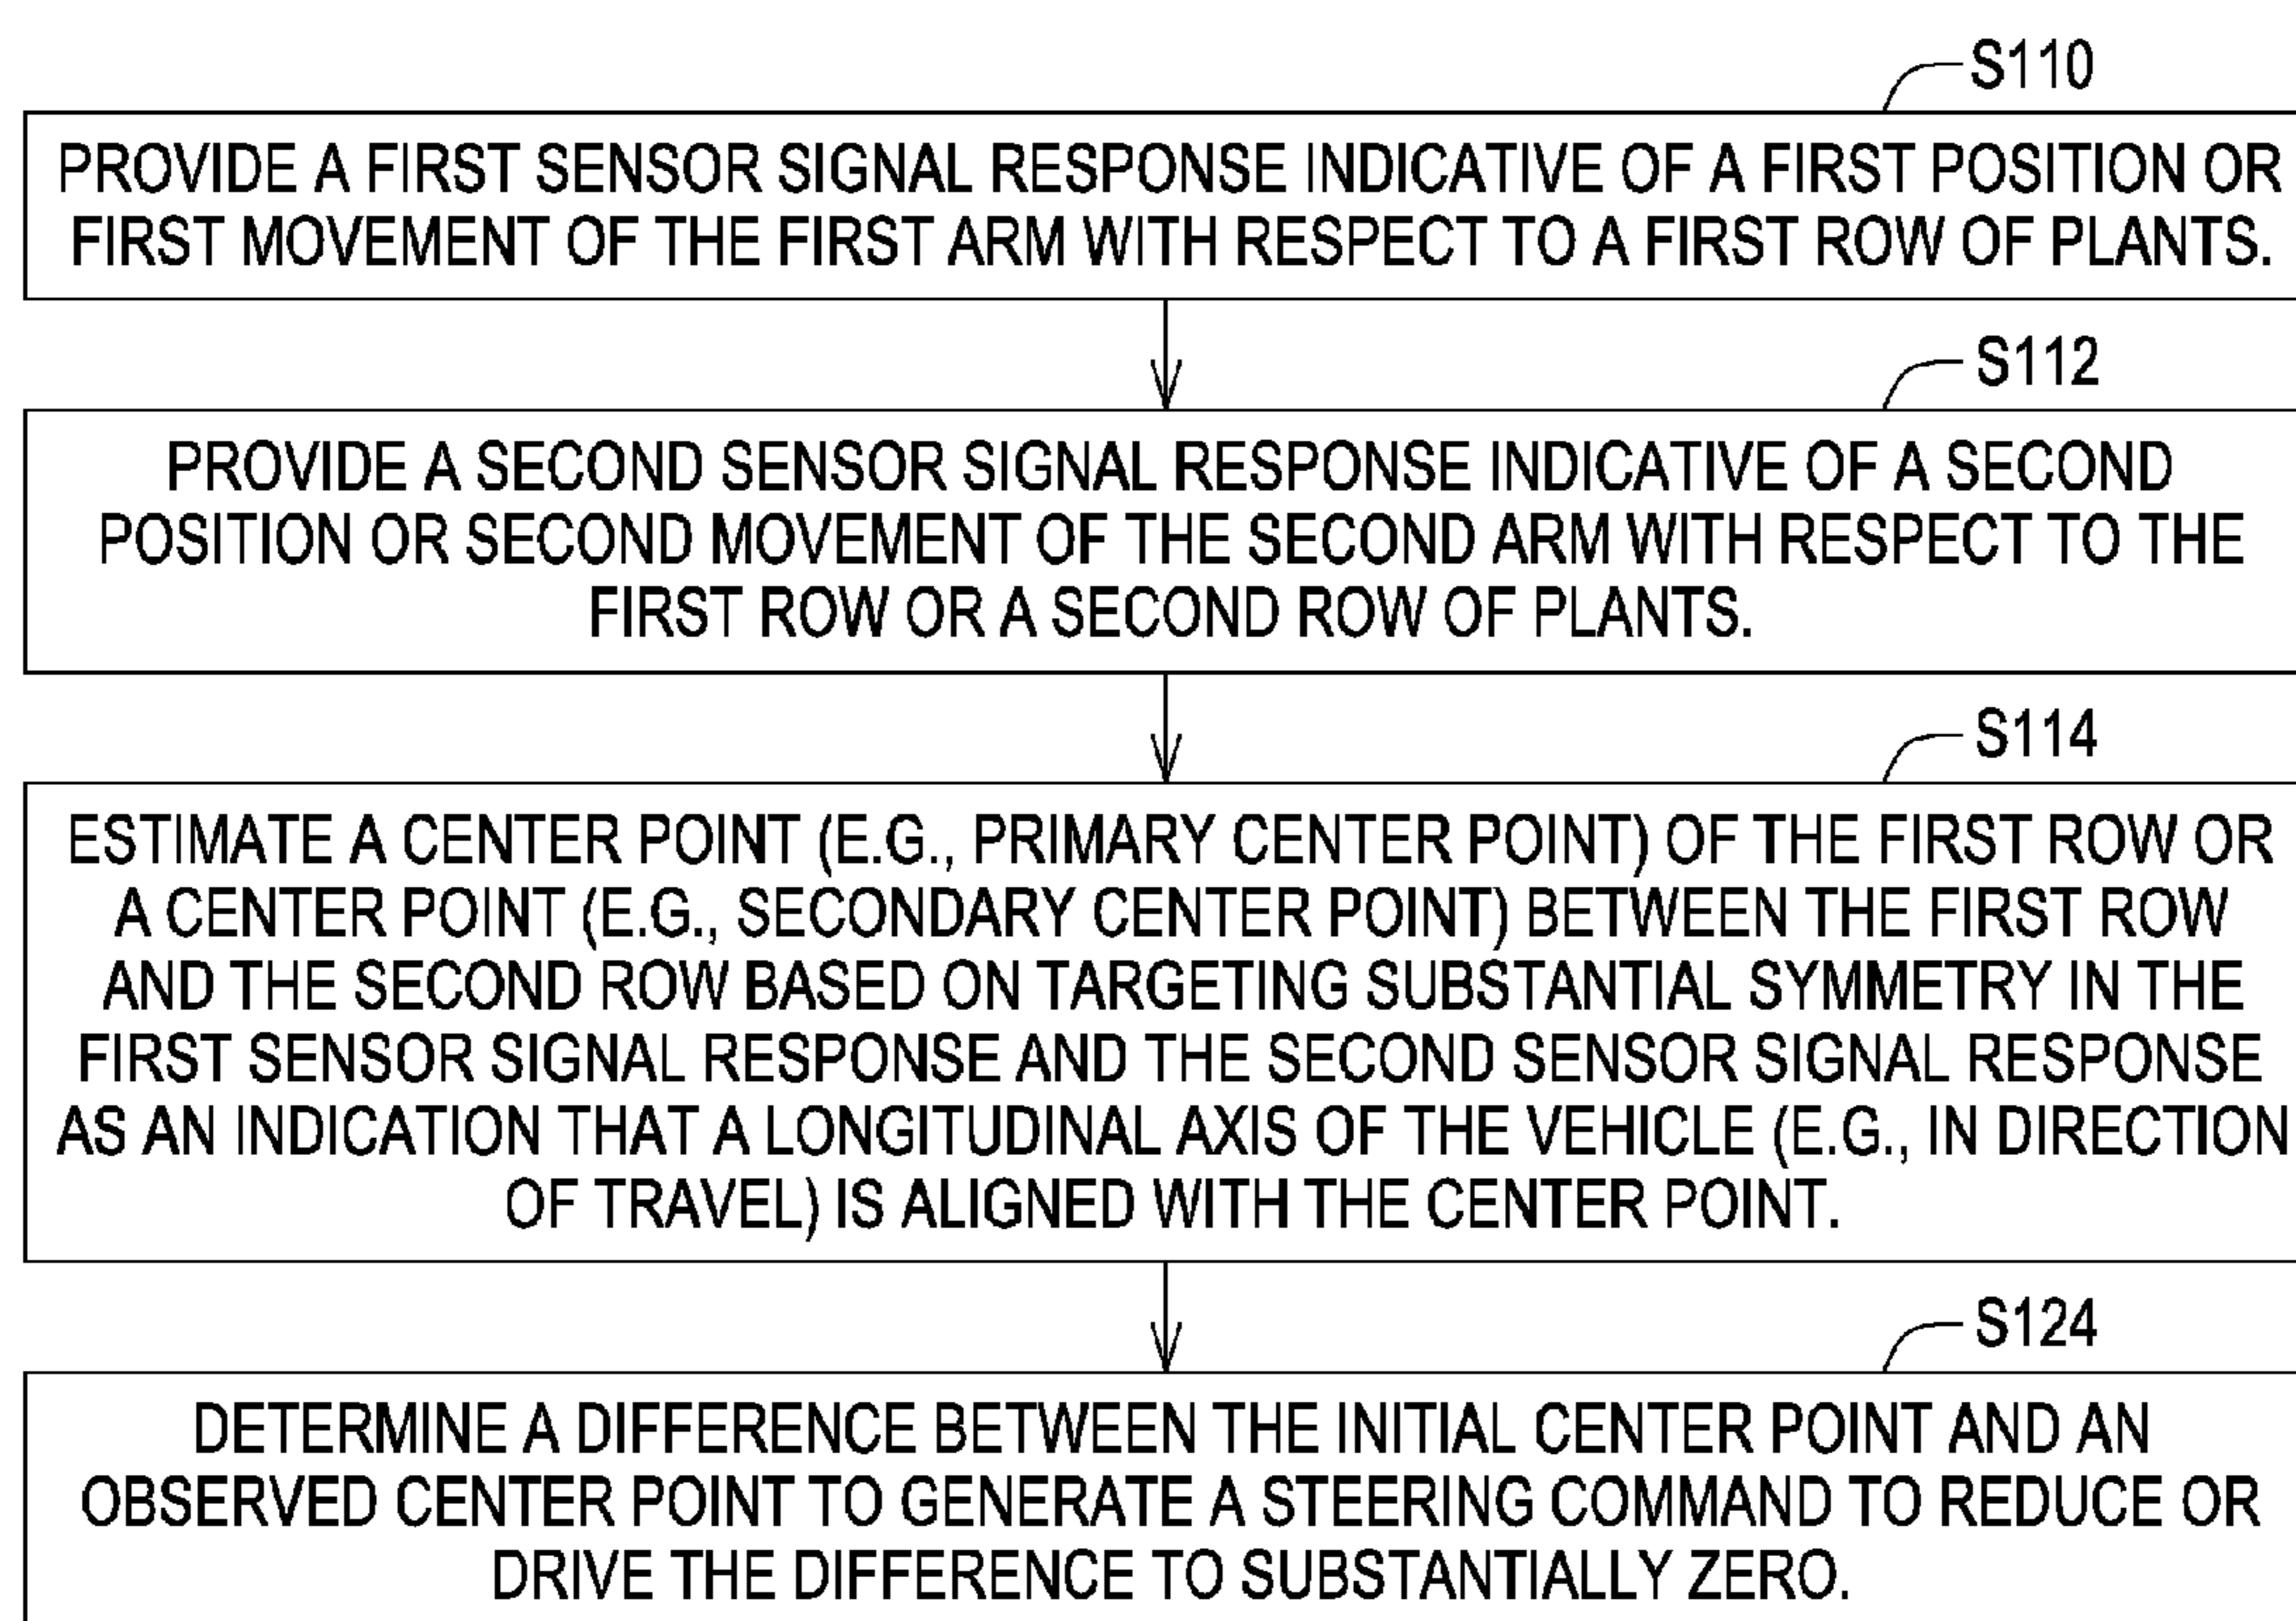 S110
PROVIDE A FIRST SENSOR SIGNAL RESPONSE INDICATIVE OF A FIRST POSITION OR
FIRST MOVEMENT OF THE FIRST ARM WITH RESPECT TO A FIRST ROW OF PLANTS.
S112
PROVIDE A SECOND SENSOR SIGNAL RESPONSE INDICATIVE OF A SECOND
POSITION OR SECOND MOVEMENT OF THE SECOND ARM WITH RESPECT TO THE
FIRST ROW OR A SECOND ROW OF PLANTS.
S114
ESTIMATE A CENTER POINT (E.G., PRIMARY CENTER POINT) OF THE FIRST ROW OR
A CENTER POINT (E.G., SECONDARY CENTER POINT) BETWEEN THE FIRST ROW
AND THE SECOND ROW BASED ON TARGETING SUBSTANTIAL SYMMETRY IN THE
FIRST SENSOR SIGNAL RESPONSE AND THE SECOND SENSOR SIGNAL RESPONSE
AS AN INDICATION THAT A LONGITUDINAL AXIS OF THE VEHICLE (E.G., IN DIRECTION
OF TRAVEL) IS ALIGNED WITH THE CENTER POINT.
S124
DETERMINE A DIFFERENCE BETWEEN THE INITIAL CENTER POINT AND AN
OBSERVED CENTER POINT TO GENERATE A STEERING COMMAND TO REDUCE OR
DRIVE THE DIFFERENCE TO SUBSTANTIALLY ZERO.